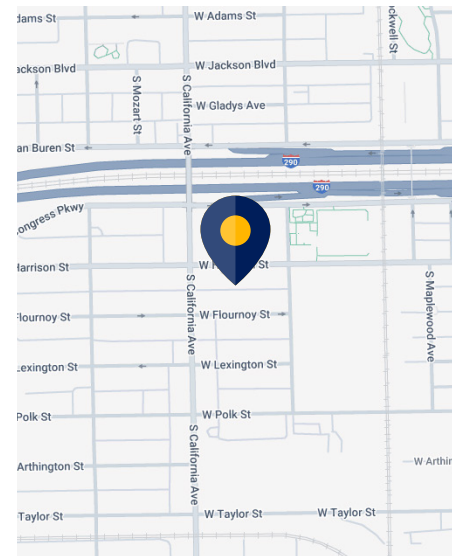 dams St
W Adams St
ckwell St
ackson Blvd
W Jackson Blvd
S Mozart St
S California Ave
W Gladys Ave
an Buren St
290
290
ongress Pkwy
Harrison St
W H St
S California Ave
S Maplewood Ave
Flournoy St
W Flournoy St
Lexington St
W Lexington St
Polk St
W Polk St
S California Ave
Arthington St
W Arthin
Taylor St
W Taylor St
W Taylor St